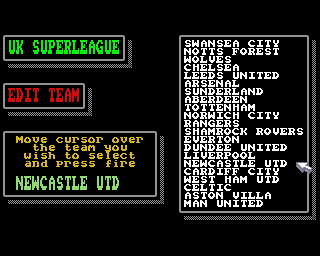 UK SUPERLEAGUE
EDIT TEAM
Move cursor over
the team you
wish to select
and press fire
NEWCASTLE UTD
SWANSEA CITY
NOTTS FOREST
WOLVES
CHELSEA
LEEDS UNITED
ARSENAL
SUNDERLAND
ABERDEEN
TOTTENHAM
NORWICH CITY
RANGERS
SHAMROCK ROVERS
EVERTON
DUNDEE UNITED
LIVERPOOL
NEWCASTLE UTD
CARDIFF CITY
WEST HAM UTD
CELTIC
ASTON VILLA
MAN UNITED